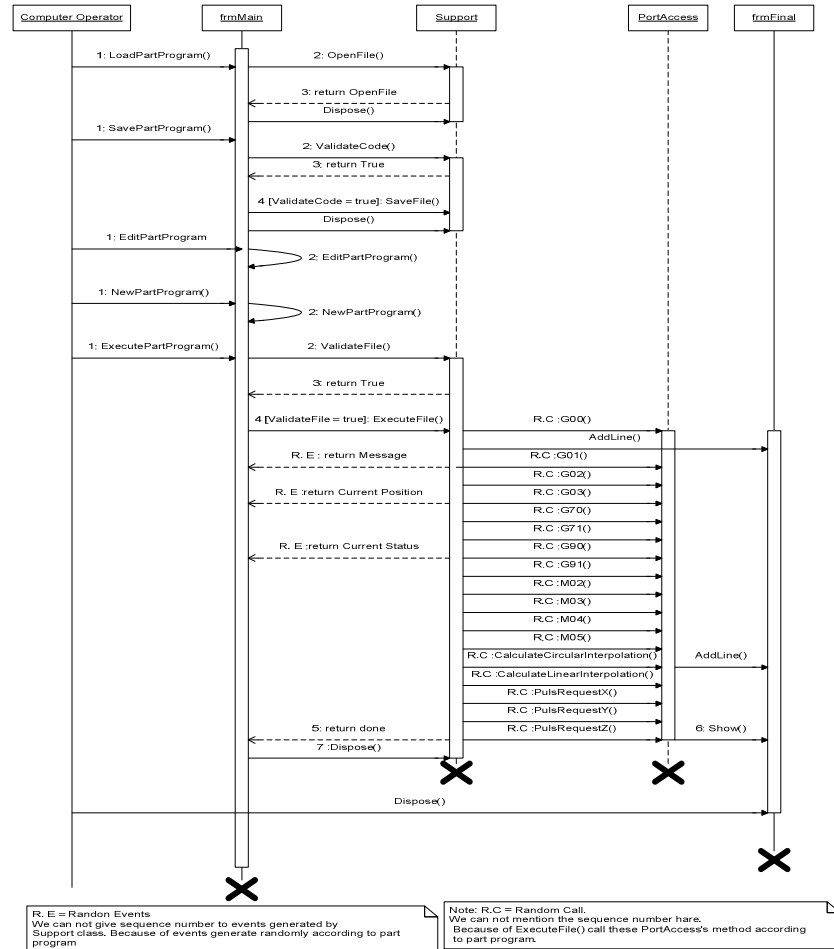 Computer Operator
frmMain
Support
PortAccess
frmFinal
1: LoadPartProgram()
2: OpenFile()
3: return OpenFile
Dispose()
1: SavePartProgram()
2: ValidateCode()
3: return True
4 [ValidateCode = true]: SaveFile()
Dispose()
1: EditPartProgram
2: EditPartProgram()
1: NewPartProgram()
2: NewPartProgram()
1: ExecutePartProgram()
2: ValidateFile()
3: return True
4 [ValidateFile = true]: ExecuteFile()
R.C :G00()
AddLine()
R. E : return Message
R.C :G01()
R.C :G02()
R. E :return Current Position
R.C :G03()
R.C :G70()
R.C :G71()
R. E :return Current Status
R.C :G90()
R.C :G91()
R.C :M02()
R.C :M03()
R.C :M04()
R.C :M05()
R.C :CalculateCircularInterpolation()
AddLine()
R.C :CalculateLinearInterpolation()
R.C :PulsRequestX()
R.C :PulsRequestY()
5: return done
R.C :PulsRequestZ()
6: Show()
7 :Dispose()
Dispose()
R. E = Randon Events
We can not give sequence number to events generated by
Support class. Because of events generate randomly according to part
program
Note: R.C = Random Call.
We can not mention the sequence number hare.
Because of ExecuteFile() call these PortAccess's method according
to part program.